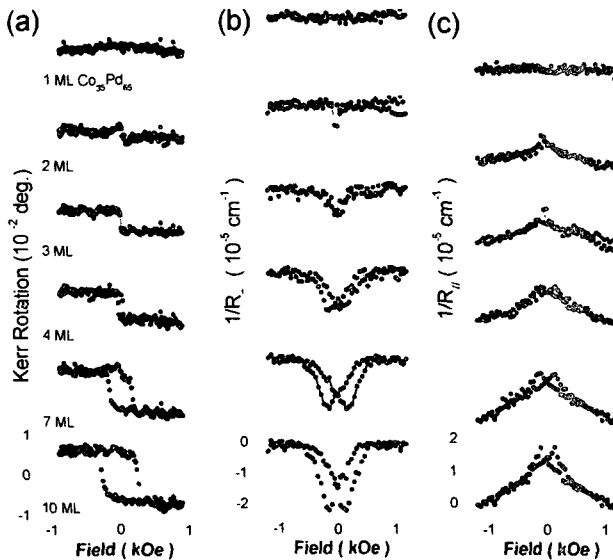 (a)
(b)
(c)
1 ML Co35Pd65
2 ML
3 ML
4 ML
7 ML
10 ML
Kerr Rotation (10⁻² deg.)
1
0
-1
-1 0 1
Field ( kOe)
( 10⁻⁵ cm⁻¹)
0
-1
-2
-1 0 1
Field ( kOe )
1/R// ( 10⁻⁵ cm⁻¹)
2
1
0
-1 0 1
Field ( kOe )